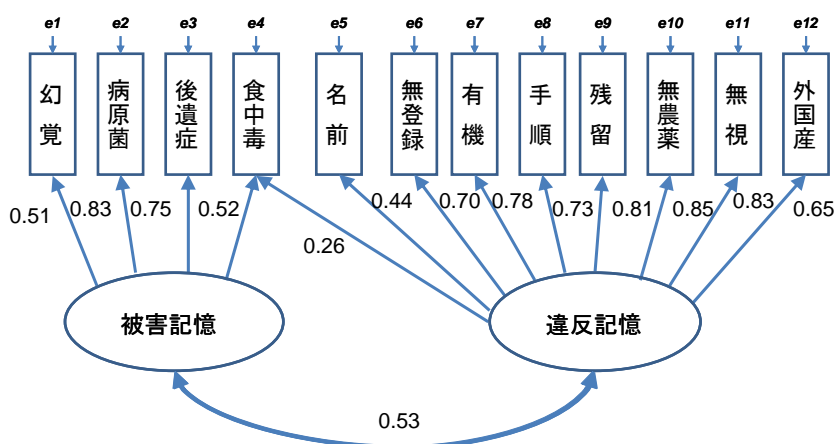 e1 e2 e3 e4 e5 e6 e7 e8 e9 e10 e11 e12
幻覚
病原菌
後遺症
食中毒
名前
無登録
有機
手順
残留
無農薬
無視
外国産
0.51 0.83 0.75 0.52 0.26 0.44 0.70 0.78 0.73 0.81 0.85 0.83 0.65
被害記憶 違反記憶
0.53